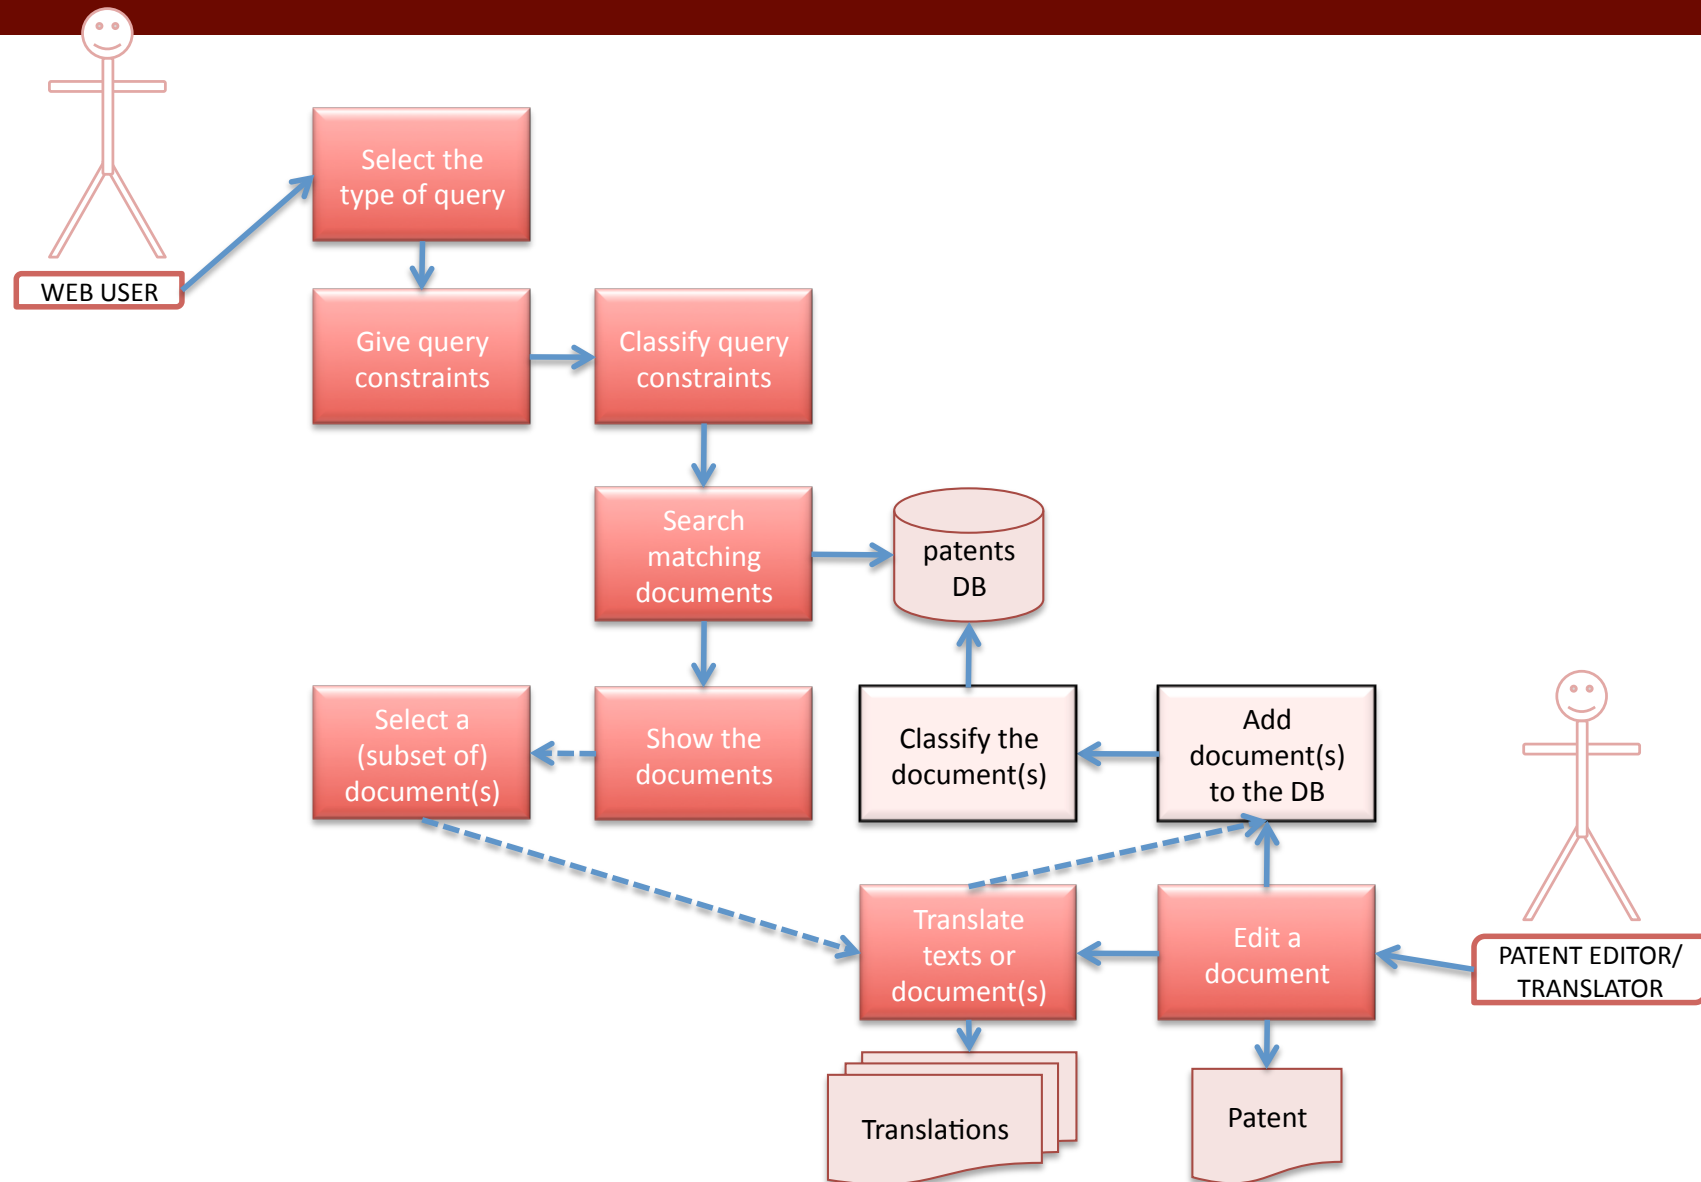 WEB USER
Select the
type of query
Give query
constraints
Classify query
constraints
Search
matching
documents
patents
DB
Select a
(subset of)
document(s)
Show the
documents
Classify the
document(s)
Add
document(s)
to the DB
Translate
texts or
document(s)
Edit a
document
PATENT EDITOR/
TRANSLATOR
Translations
Patent